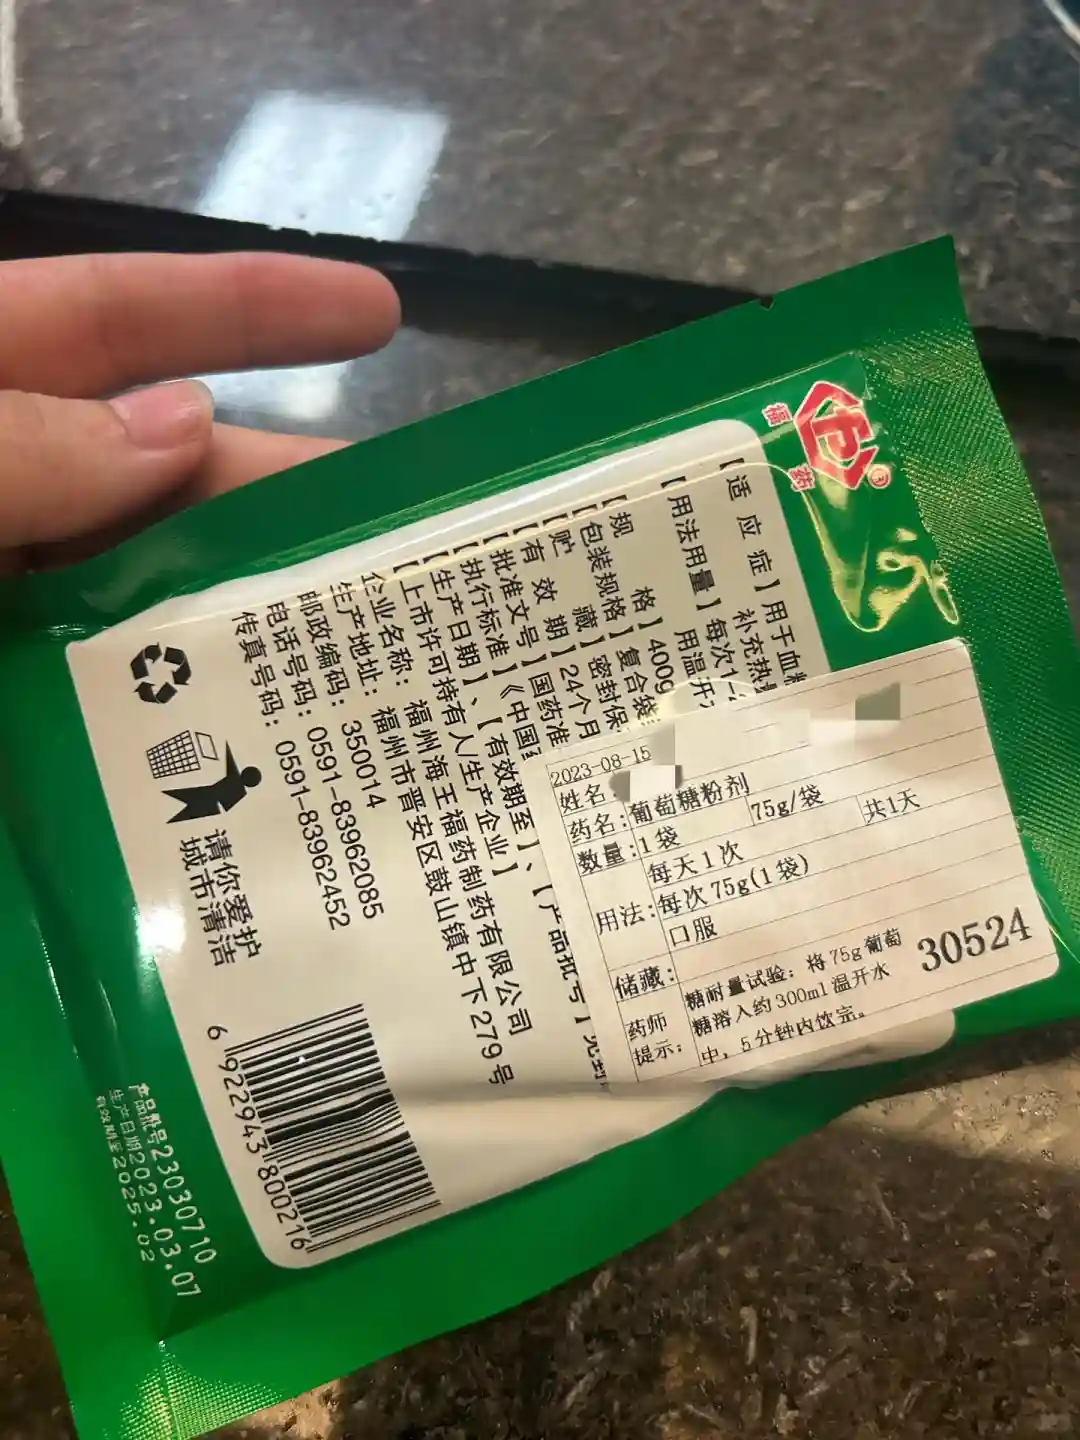 福药
【适应症】用于血糖
补充热量
【用法用量】每次1-2
用温开水
【规格】400g
【包装规格】复合袋
【贮藏】密封保
【有效期】24个月
【批准文号】国药准
【执行标准】《中国
【生产日期】、【有效期至】、【产品批号】见封
【上市许可持有人/生产企业】
企业名称：福州海王福药制药有限公司
生产地址：福州市晋安区鼓山镇中下279号
邮政编码：350014
电话号码：0591-83962085
传真号码：0591-83962452
请你爱护
城市清洁
6 922943 800216
产品批号23030710
生产日期2023.03.07
有效期至2025.02
2023-08-15
姓名
药名：葡萄糖粉剂
数量：1袋 75g/袋 共1天
每天1次
用法：每次75g(1袋)
口服
储藏：
药师提示：糖耐量试验：将75g葡萄
糖溶入约300ml温开水
中，5分钟内饮完。
30524